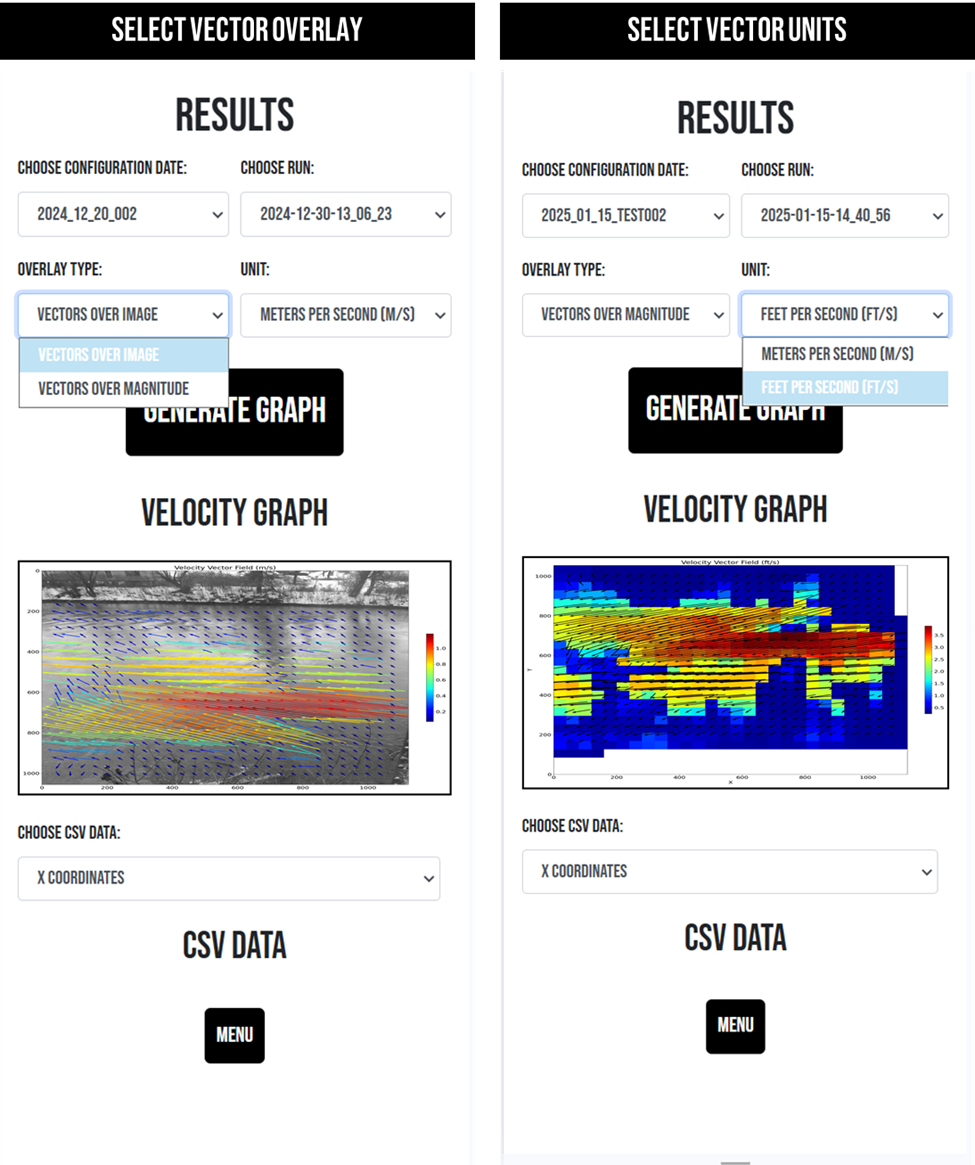 SELECT VECTOR OVERLAY
RESULTS
CHOOSE CONFIGURATION DATE: CHOOSE RUN:
2024_12_20_002 2024-12-30-13_06_23
OVERLAY TYPE: UNIT:
VECTORS OVER IMAGE METERS PER SECOND (M/S)
VECTORS OVER IMAGE
VECTORS OVER MAGNITUDE
GENERATE GRAPH
VELOCITY GRAPH
Velocity Vector Field (m/s)
0
200
400
600
800
1000
0 200 400 600 800 1000
1.0
0.8
0.6
0.4
0.2
CHOOSE CSV DATA:
X COORDINATES
CSV DATA
MENU
SELECT VECTOR UNITS
RESULTS
CHOOSE CONFIGURATION DATE: CHOOSE RUN:
2025_01_15_TEST002 2025-01-15-14_40_56
OVERLAY TYPE: UNIT:
VECTORS OVER MAGNITUDE FEET PER SECOND (FT/S)
METERS PER SECOND (M/S)
FEET PER SECOND (FT/S)
GENERATE GRAPH
VELOCITY GRAPH
Velocity Vector Field (ft/s)
1000
800
600
400
200
0
Y
0 200 400 600 800 1000
X
3.5
3.0
2.5
2.0
1.5
1.0
0.5
CHOOSE CSV DATA:
X COORDINATES
CSV DATA
MENU